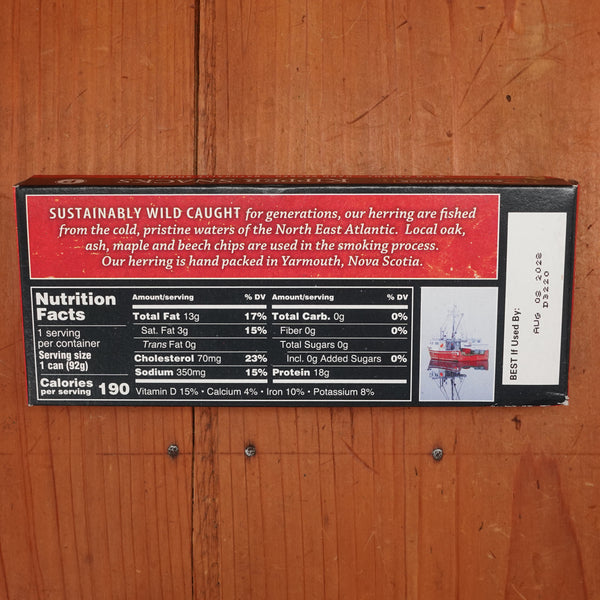 KIPPER SNACKS
SUSTAINABLY WILD CAUGHT for generations, our herring are fished
from the cold, pristine waters of the North East Atlantic. Local oak,
ash, maple and beech chips are used in the smoking process.
Our herring is hand packed in Yarmouth, Nova Scotia.
Nutrition
Facts
1 serving
per container
Serving size
1 can (92g)
Calories
per serving 190
Amount/serving % DV
Total Fat 13g 17%
Sat. Fat 3g 15%
Trans Fat 0g
Cholesterol 70mg 23%
Sodium 350mg 15%
Amount/serving % DV
Total Carb. 0g 0%
Fiber 0g 0%
Total Sugars 0g
Incl. 0g Added Sugars 0%
Protein 18g
Vitamin D 15% • Calcium 4% • Iron 10% • Potassium 8%
BEST If Used By:
AUG 08 2028
D3220